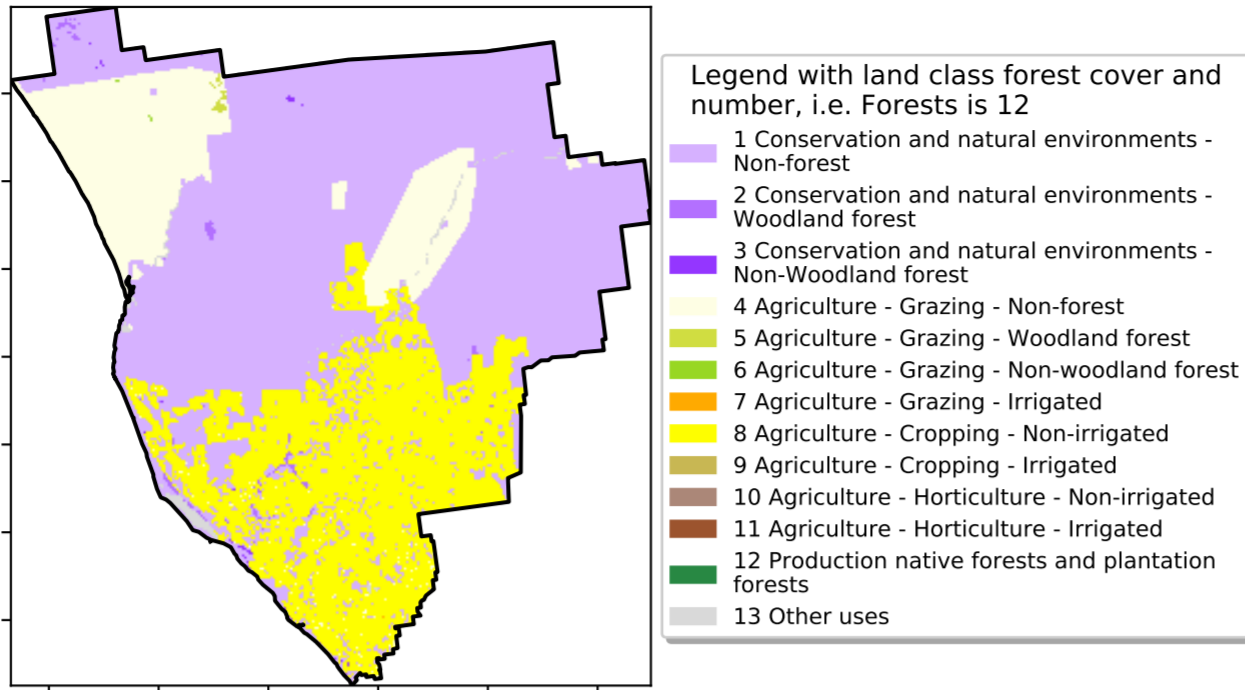 Legend with land class forest cover and
number, i.e. Forests is 12
1 Conservation and natural environments -
Non-forest
2 Conservation and natural environments -
Woodland forest
3 Conservation and natural environments -
Non-Woodland forest
4 Agriculture - Grazing - Non-forest
5 Agriculture - Grazing - Woodland forest
6 Agriculture - Grazing - Non-woodland forest
7 Agriculture - Grazing - Irrigated
8 Agriculture - Cropping - Non-irrigated
9 Agriculture - Cropping - Irrigated
10 Agriculture - Horticulture - Non-irrigated
11 Agriculture - Horticulture - Irrigated
12 Production native forests and plantation
forests
13 Other uses